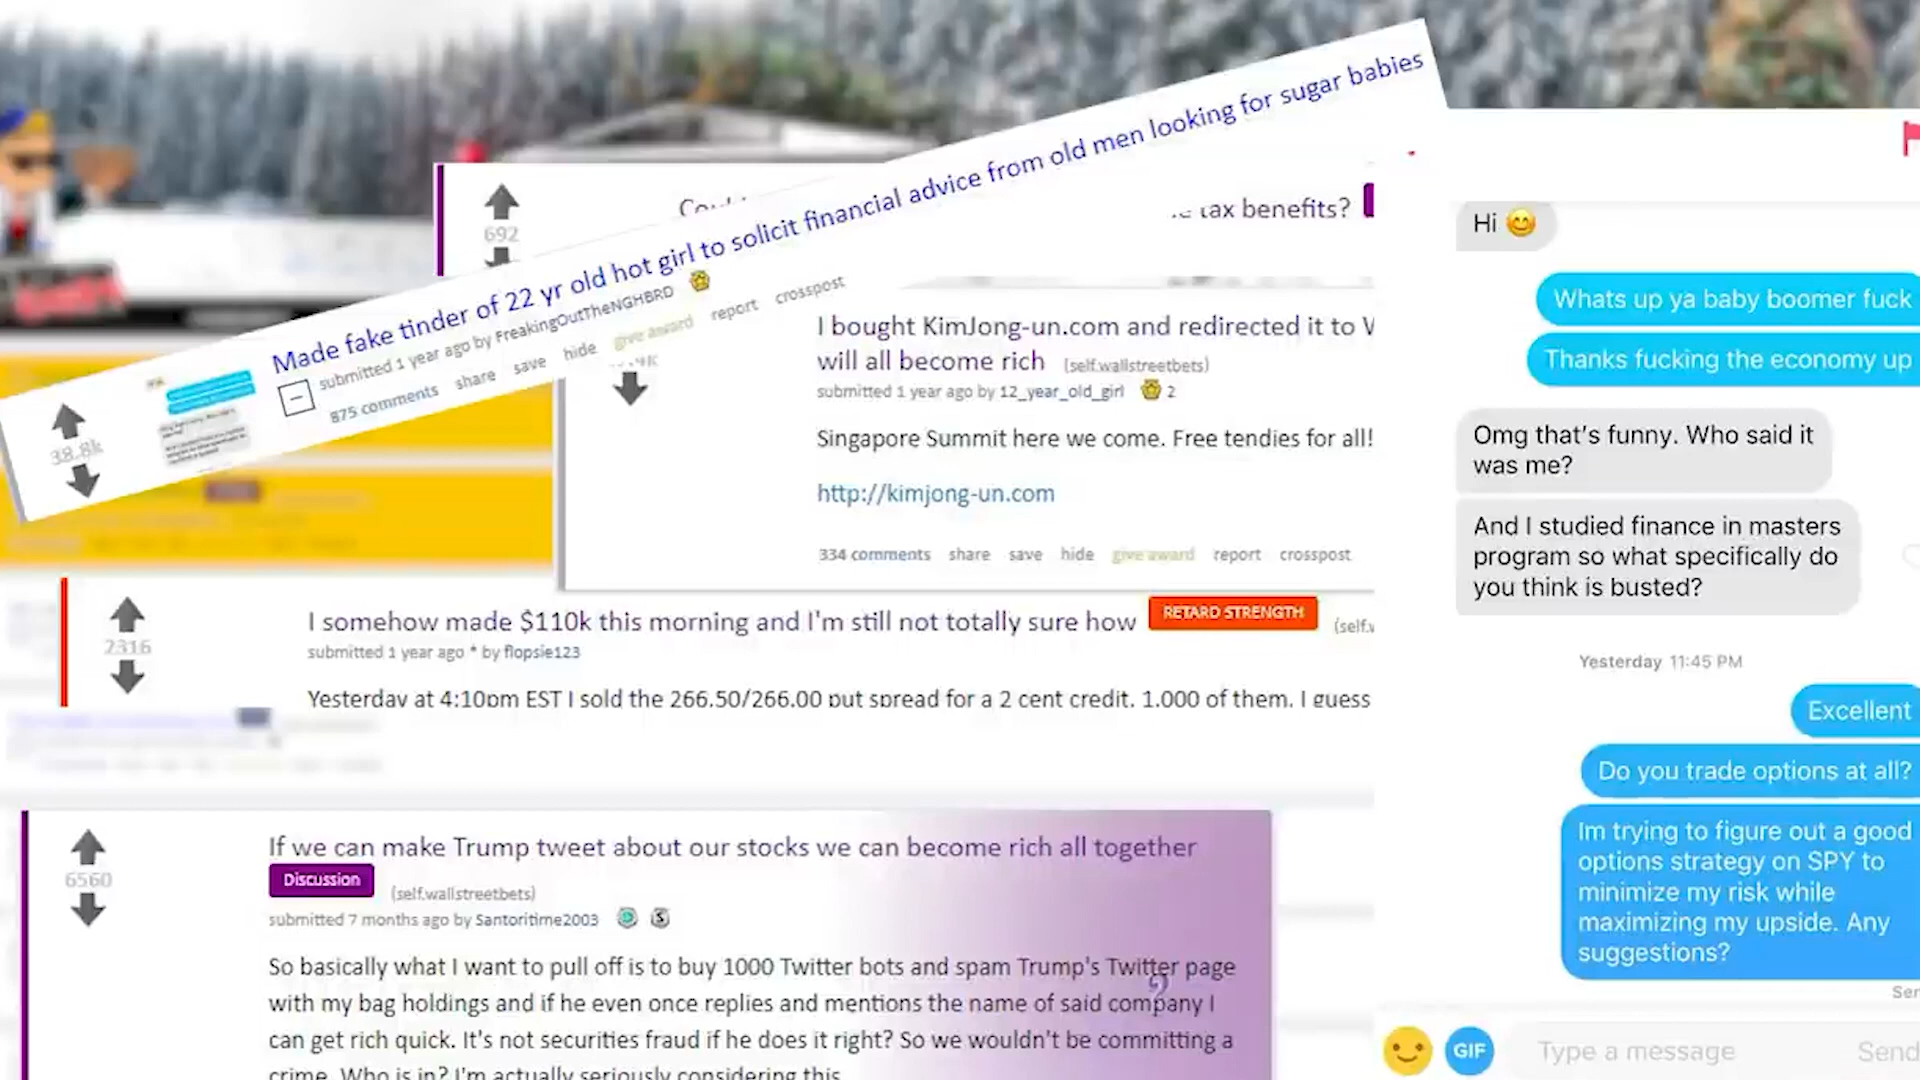 Made fake tinder of 22 yr old hot girl to solicit financial advice from old men looking for sugar babies
submitted 1 year ago by FreakingOutTheNGHBRD
875 comments share save hide give award report crosspost
38.8k
692
tax benefits?
I bought KimJong-un.com and redirected it to
will all become rich (self.wallstreetbets)
submitted 1 year ago by 12_year_old_girl 2
Singapore Summit here we come. Free tendies for all!
http://kimjong-un.com
334 comments share save hide give award report crosspost
2316
I somehow made $110k this morning and I'm still not totally sure how RETARD STRENGTH
submitted 1 year ago * by flopsie123
Yesterday at 4:10pm EST I sold the 266.50/266.00 put spread for a 2 cent credit. 1,000 of them. I guess
6560
If we can make Trump tweet about our stocks we can become rich all together
Discussion (self.wallstreetbets)
submitted 7 months ago by Santoritime2003
So basically what I want to pull off is to buy 1000 Twitter bots and spam Trump's Twitter page
with my bag holdings and if he even once replies and mentions the name of said company I
can get rich quick. It's not securities fraud if he does it right? So we wouldn't be committing a
crime. Who is in? I'm actually seriously considering this
Hi 😊
Whats up ya baby boomer fuck
Thanks fucking the economy up
Omg that's funny. Who said it
was me?
And I studied finance in masters
program so what specifically do
you think is busted?
Yesterday 11:45 PM
Excellent
Do you trade options at all?
Im trying to figure out a good
options strategy on SPY to
minimize my risk while
maximizing my upside. Any
suggestions?
GIF Type a message Send